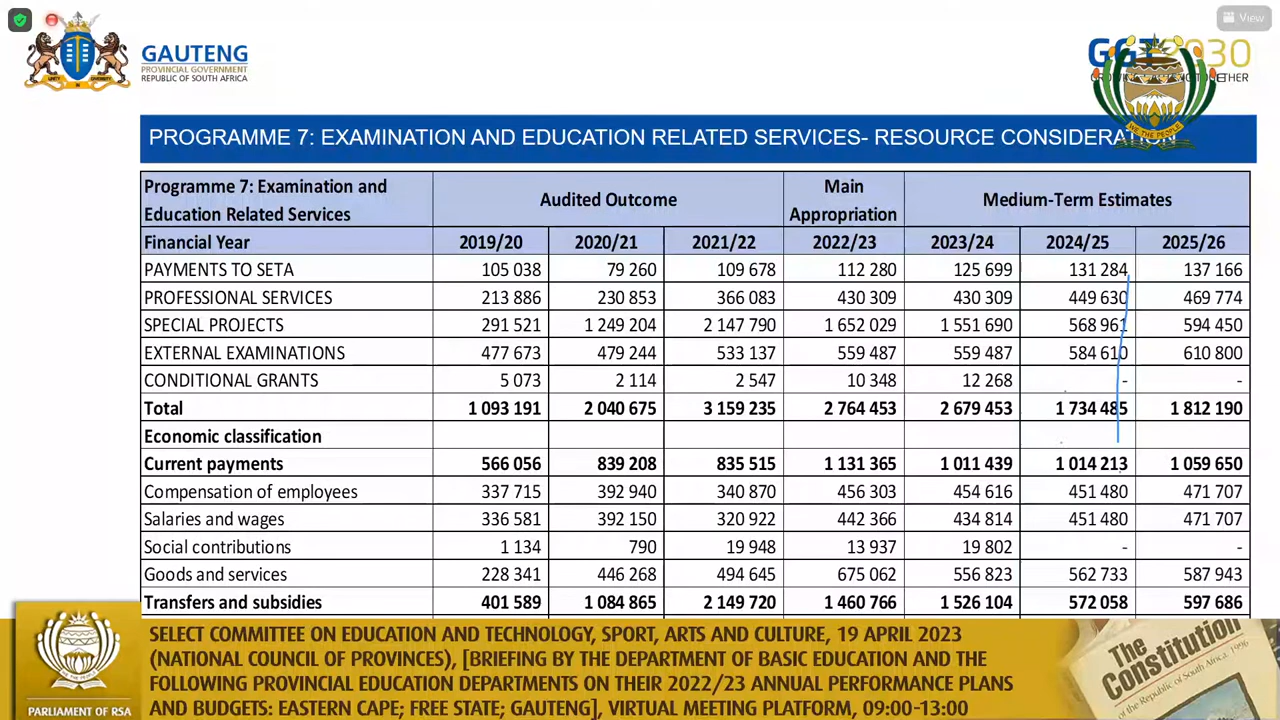 View
GAUTENG
PROVINCIAL GOVERNMENT
REPUBLIC OF SOUTH AFRICA
PROGRAMME 7: EXAMINATION AND EDUCATION RELATED SERVICES- RESOURCE CONSIDERATION
Programme 7: Examination and Education Related Services Audited Outcome Main Appropriation Medium-Term Estimates
Financial Year 2019/20 2020/21 2021/22 2022/23 2023/24 2024/25 2025/26
PAYMENTS TO SETA 105 038 79 260 109 678 112 280 125 699 131 284 137 166
PROFESSIONAL SERVICES 213 886 230 853 366 083 430 309 430 309 449 630 469 774
SPECIAL PROJECTS 291 521 1 249 204 2 147 790 1 652 029 1 551 690 568 961 594 450
EXTERNAL EXAMINATIONS 477 673 479 244 533 137 559 487 559 487 584 610 610 800
CONDITIONAL GRANTS 5 073 2 114 2 547 10 348 12 268 - -
Total 1 093 191 2 040 675 3 159 235 2 764 453 2 679 453 1 734 485 1 812 190
Economic classification
Current payments 566 056 839 208 835 515 1 131 365 1 011 439 1 014 213 1 059 650
Compensation of employees 337 715 392 940 340 870 456 303 454 616 451 480 471 707
Salaries and wages 336 581 392 150 320 922 442 366 434 814 451 480 471 707
Social contributions 1 134 790 19 948 13 937 19 802 - -
Goods and services 228 341 446 268 494 645 675 062 556 823 562 733 587 943
Transfers and subsidies 401 589 1 084 865 2 149 720 1 460 766 1 526 104 572 058 597 686
SELECT COMMITTEE ON EDUCATION AND TECHNOLOGY, SPORT, ARTS AND CULTURE, 19 APRIL 2023
(NATIONAL COUNCIL OF PROVINCES), [BRIEFING BY THE DEPARTMENT OF BASIC EDUCATION AND THE
FOLLOWING PROVINCIAL EDUCATION DEPARTMENTS ON THEIR 2022/23 ANNUAL PERFORMANCE PLANS
AND BUDGETS: EASTERN CAPE; FREE STATE; GAUTENG], VIRTUAL MEETING PLATFORM, 09:00-13:00
PARLIAMENT OF RSA
The
Constitution
of the Republic of South Africa, 1996
WE THE PEOPLE